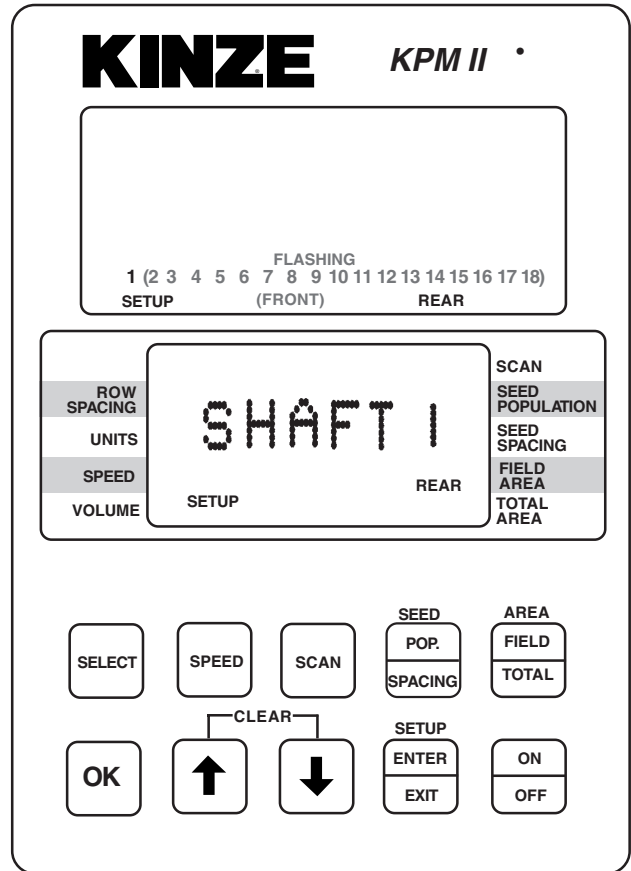 KINZE KPM II
FLASHING
1 (2 3 4 5 6 7 8 9 10 11 12 13 14 15 16 17 18)
SETUP (FRONT) REAR
ROW
SPACING
UNITS
SPEED
VOLUME
SHAFT 1
SETUP REAR
SCAN
SEED
POPULATION
SEED
SPACING
FIELD
AREA
TOTAL
AREA
SELECT
SPEED
SCAN
SEED
POP.
SPACING
AREA
FIELD
TOTAL
CLEAR
OK
SETUP
ENTER
EXIT
ON
OFF